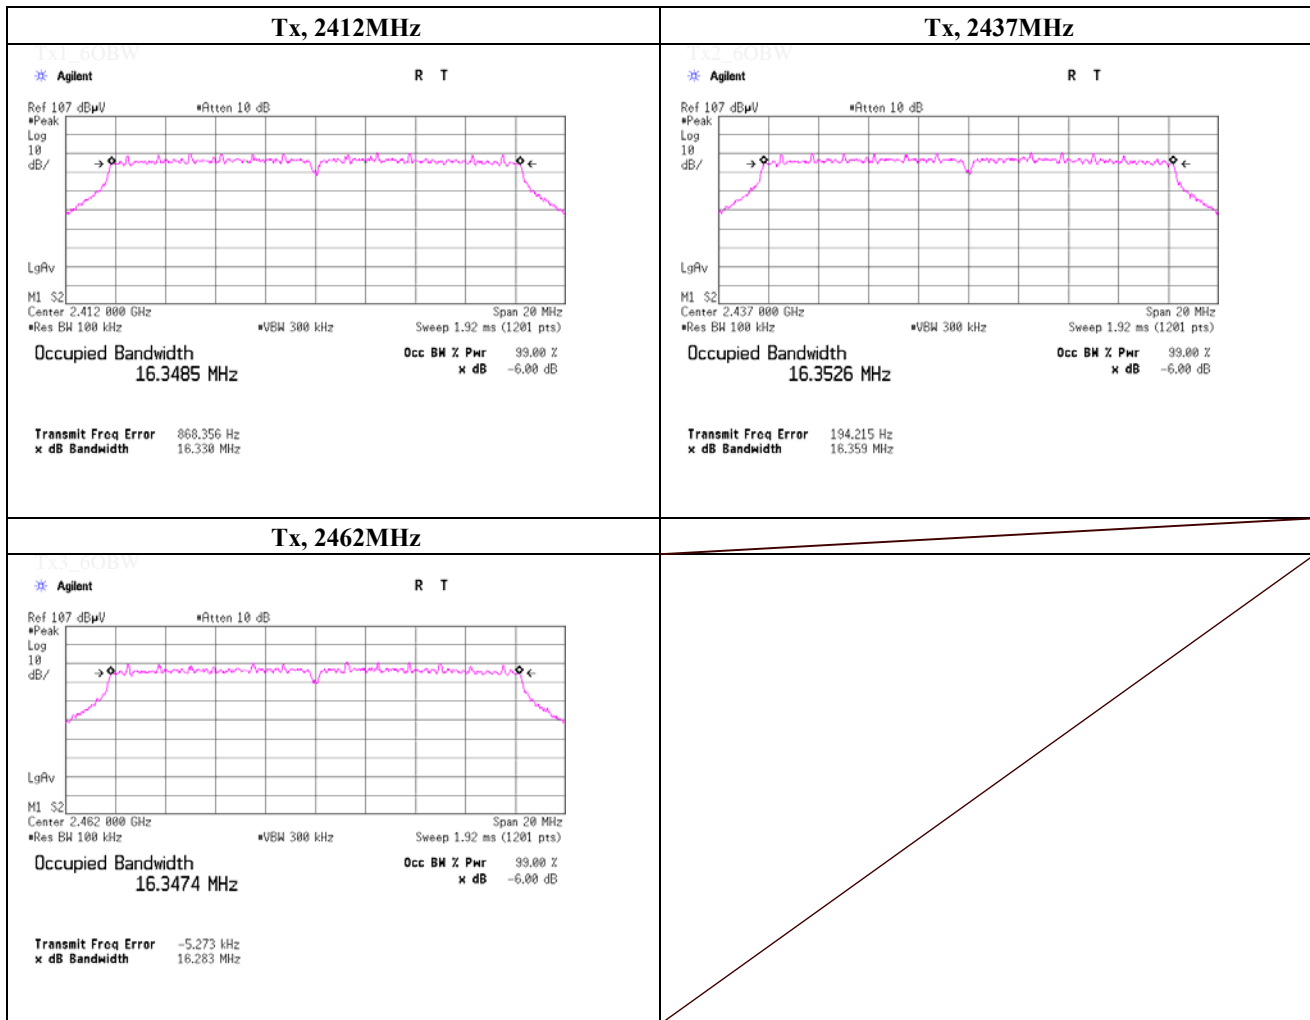 Tx, 2412MHz
Tx1_6OBW
Agilent R T
Ref 107 dBµV #Atten 10 dB
#Peak
Log
10
dB/
LgAv
M1 S2
Center 2.412 000 GHz Span 20 MHz
#Res BW 100 kHz #VBW 300 kHz Sweep 1.92 ms (1201 pts)
Occupied Bandwidth Occ BW % Pwr 99.00 %
16.3485 MHz x dB -6.00 dB
Transmit Freq Error 868.356 Hz
x dB Bandwidth 16.330 MHz
Tx, 2437MHz
Tx2_6OBW
Agilent R T
Ref 107 dBµV #Atten 10 dB
#Peak
Log
10
dB/
LgAv
M1 S2
Center 2.437 000 GHz Span 20 MHz
#Res BW 100 kHz #VBW 300 kHz Sweep 1.92 ms (1201 pts)
Occupied Bandwidth Occ BW % Pwr 99.00 %
16.3526 MHz x dB -6.00 dB
Transmit Freq Error 194.215 Hz
x dB Bandwidth 16.359 MHz
Tx, 2462MHz
Tx3_6OBW
Agilent R T
Ref 107 dBµV #Atten 10 dB
#Peak
Log
10
dB/
LgAv
M1 S2
Center 2.462 000 GHz Span 20 MHz
#Res BW 100 kHz #VBW 300 kHz Sweep 1.92 ms (1201 pts)
Occupied Bandwidth Occ BW % Pwr 99.00 %
16.3474 MHz x dB -6.00 dB
Transmit Freq Error -5.273 kHz
x dB Bandwidth 16.283 MHz